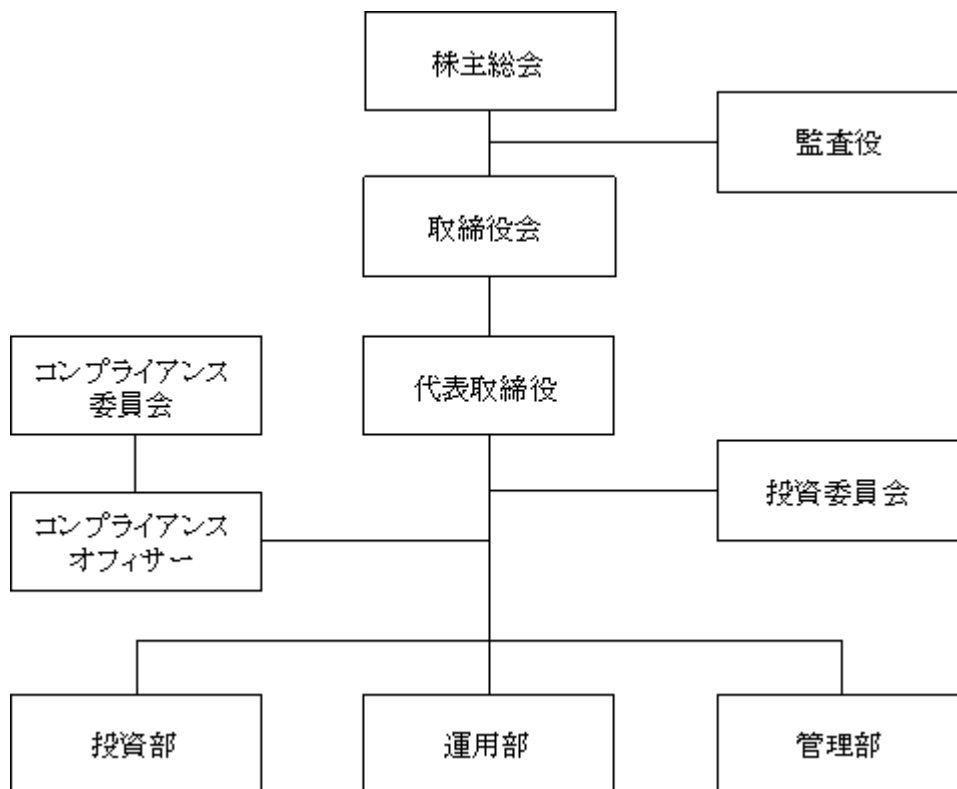 株主総会
監査役
取締役会
コンプライアンス
委員会
代表取締役
投資委員会
コンプライアンス
オフィサー
投資部
運用部
管理部